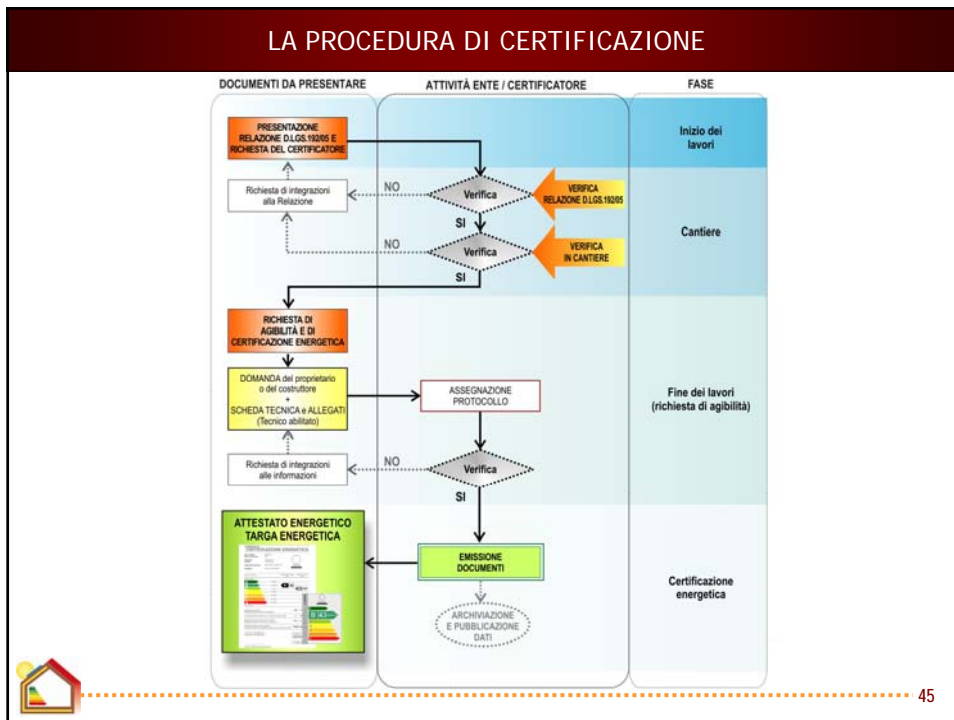 LA PROCEDURA DI CERTIFICAZIONE
DOCUMENTI DA PRESENTARE
ATTIVITÀ ENTE / CERTIFICATORE
FASE
PRESENTAZIONE
RELAZIONE D.LGS.192/05 E
RICHIESTA DEL CERTIFICATORE
Inizio dei
lavori
Richiesta di integrazioni
alla Relazione
NO
Verifica
VERIFICA
RELAZIONE D.LGS.192/05
SI
Cantiere
NO
Verifica
VERIFICA
IN CANTIERE
SI
RICHIESTA DI
AGIBILITÀ E DI
CERTIFICAZIONE ENERGETICA
DOMANDA del proprietario
o del costruttore
+
SCHEDA TECNICA e ALLEGATI
(Tecnico abilitato)
ASSEGNAZIONE
PROTOCOLLO
Fine dei lavori
(richiesta di agibilità)
Richiesta di integrazioni
alle informazioni
NO
Verifica
SI
ATTESTATO ENERGETICO
TARGA ENERGETICA
CERTIFICAZIONE ENERGETICA
EMISSIONE
DOCUMENTI
Certificazione
energetica
ARCHIVIAZIONE
E PUBBLICAZIONE
DATI
45